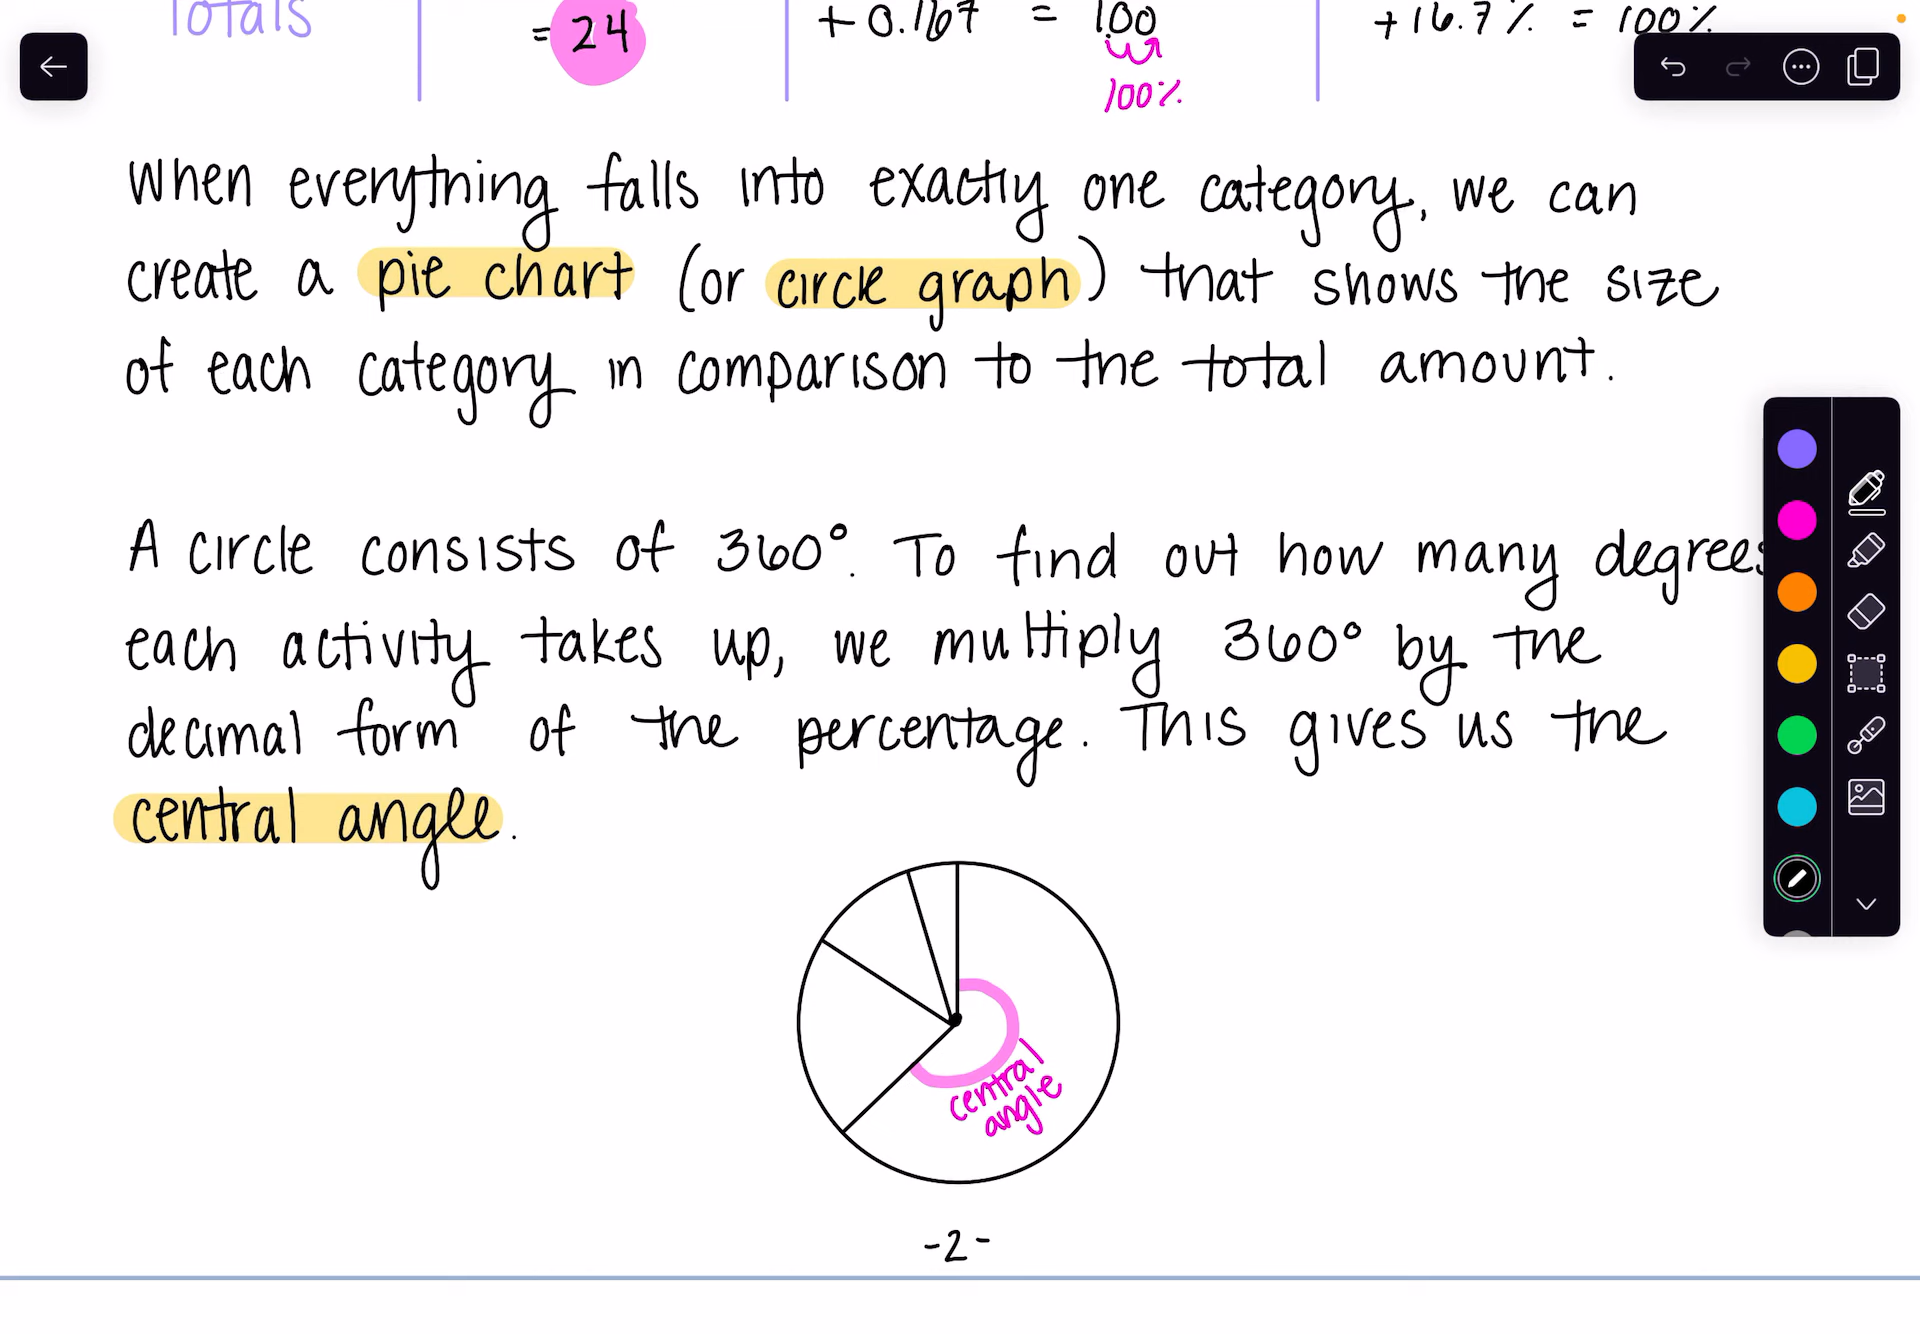 Totals = 24 + 0.167 = 1.00 + 16.7% = 100%
100%
When everything falls into exactly one category, we can
create a pie chart (or circle graph) that shows the size
of each category in comparison to the total amount.
A circle consists of 360°. To find out how many degrees
each activity takes up, we multiply 360° by the
decimal form of the percentage. This gives us the
central angle.
central
angle
-2-